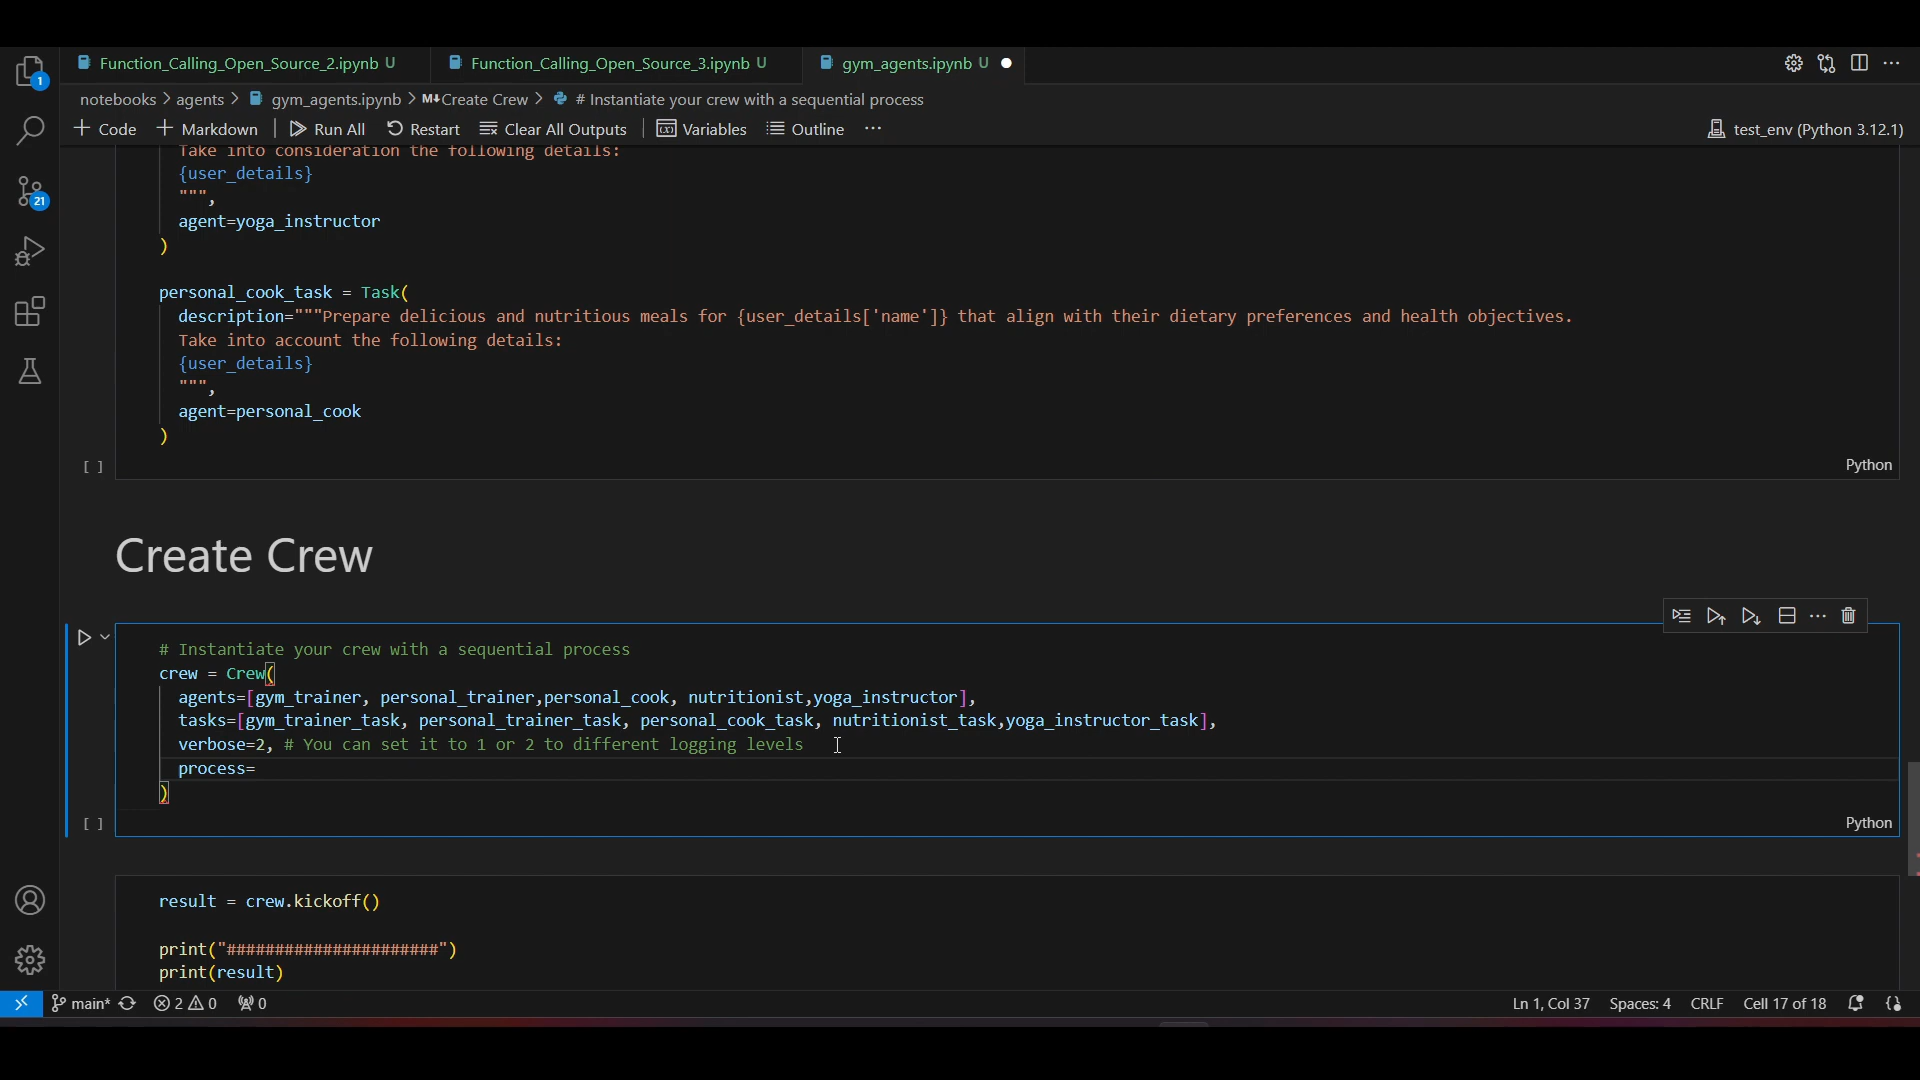 Function_Calling_Open_Source_2.ipynb U
Function_Calling_Open_Source_3.ipynb U
gym_agents.ipynb U
1
notebooks > agents > gym_agents.ipynb > M↓Create Crew > # Instantiate your crew with a sequential process
+ Code + Markdown Run All Restart Clear All Outputs Variables Outline ... test_env (Python 3.12.1)
Take into consideration the following details:
{user_details}
""",
agent=yoga_instructor
)
21
personal_cook_task = Task(
description="""Prepare delicious and nutritious meals for {user_details['name']} that align with their dietary preferences and health objectives.
Take into account the following details:
{user_details}
""",
agent=personal_cook
)
[ ]
Python
Create Crew
# Instantiate your crew with a sequential process
crew = Crew(
agents=[gym_trainer, personal_trainer,personal_cook, nutritionist,yoga_instructor],
tasks=[gym_trainer_task, personal_trainer_task, personal_cook_task, nutritionist_task,yoga_instructor_task],
verbose=2, # You can set it to 1 or 2 to different logging levels
process=
)
[ ]
Python
result = crew.kickoff()
print("######################")
print(result)
main* 2 0 0 Ln 1, Col 37 Spaces: 4 CRLF Cell 17 of 18